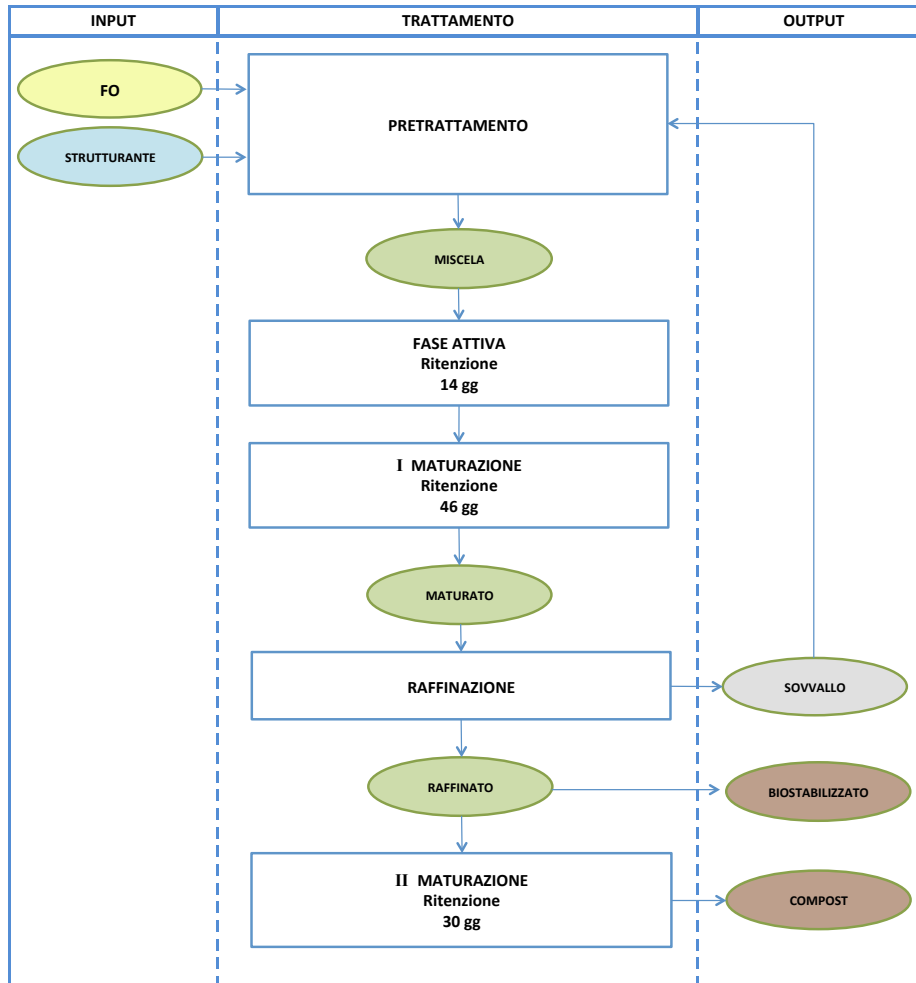 INPUT
TRATTAMENTO
OUTPUT
FO
PRETRATTAMENTO
STRUTTURANTE
MISCELA
FASE ATTIVA
Ritenzione
14 gg
I MATURAZIONE
Ritenzione
46 gg
MATURATO
RAFFINAZIONE
SOVVALLO
RAFFINATO
BIOSTABILIZZATO
II MATURAZIONE
Ritenzione
30 gg
COMPOST